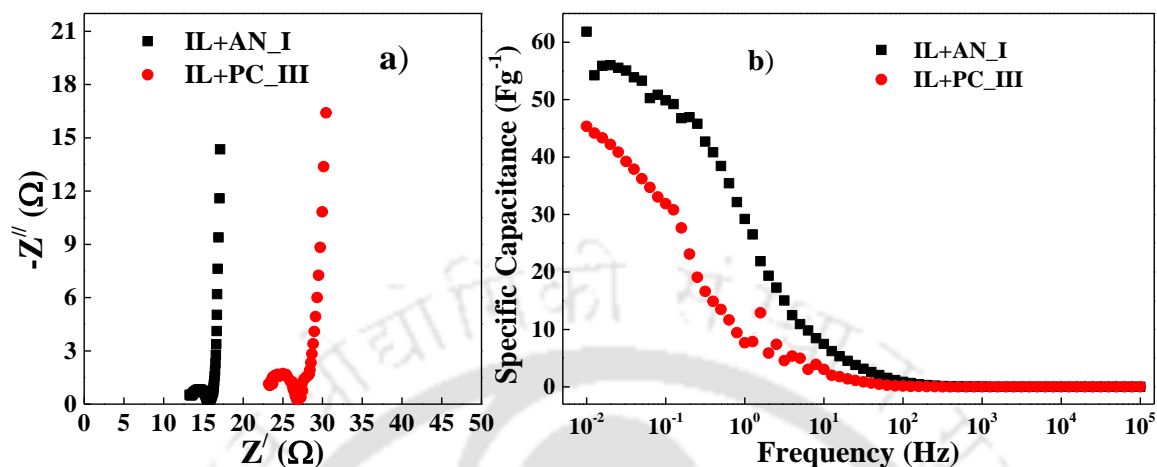 a)
IL+AN_I
IL+PC_III
21
18
15
12
9
6
3
0
-Z// (Ω)
0 5 10 15 20 25 30 35 40 45 50
Z/ (Ω)
b)
IL+AN_I
IL+PC_III
60
50
40
30
20
10
0
Specific Capacitance (Fg-1)
10-2 10-1 100 101 102 103 104 105
Frequency (Hz)